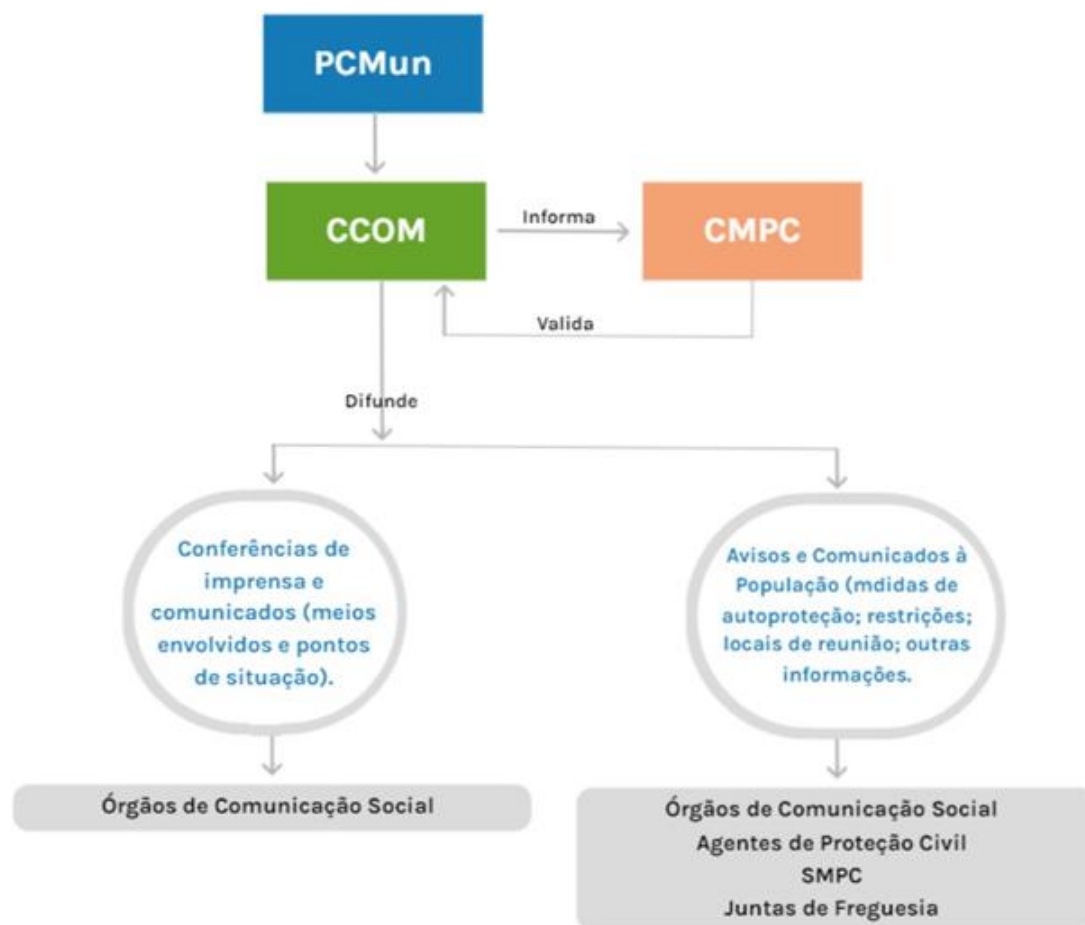 PCMun
CCOM
Informa
CMPC
Valida
Difunde
Conferências de
imprensa e
comunicados (meios
envolvidos e pontos
de situação).
Avisos e Comunicados à
População (mdidas de
autoproteção; restrições;
locais de reunião; outras
informações.
Órgãos de Comunicação Social
Órgãos de Comunicação Social
Agentes de Proteção Civil
SMPC
Juntas de Freguesia